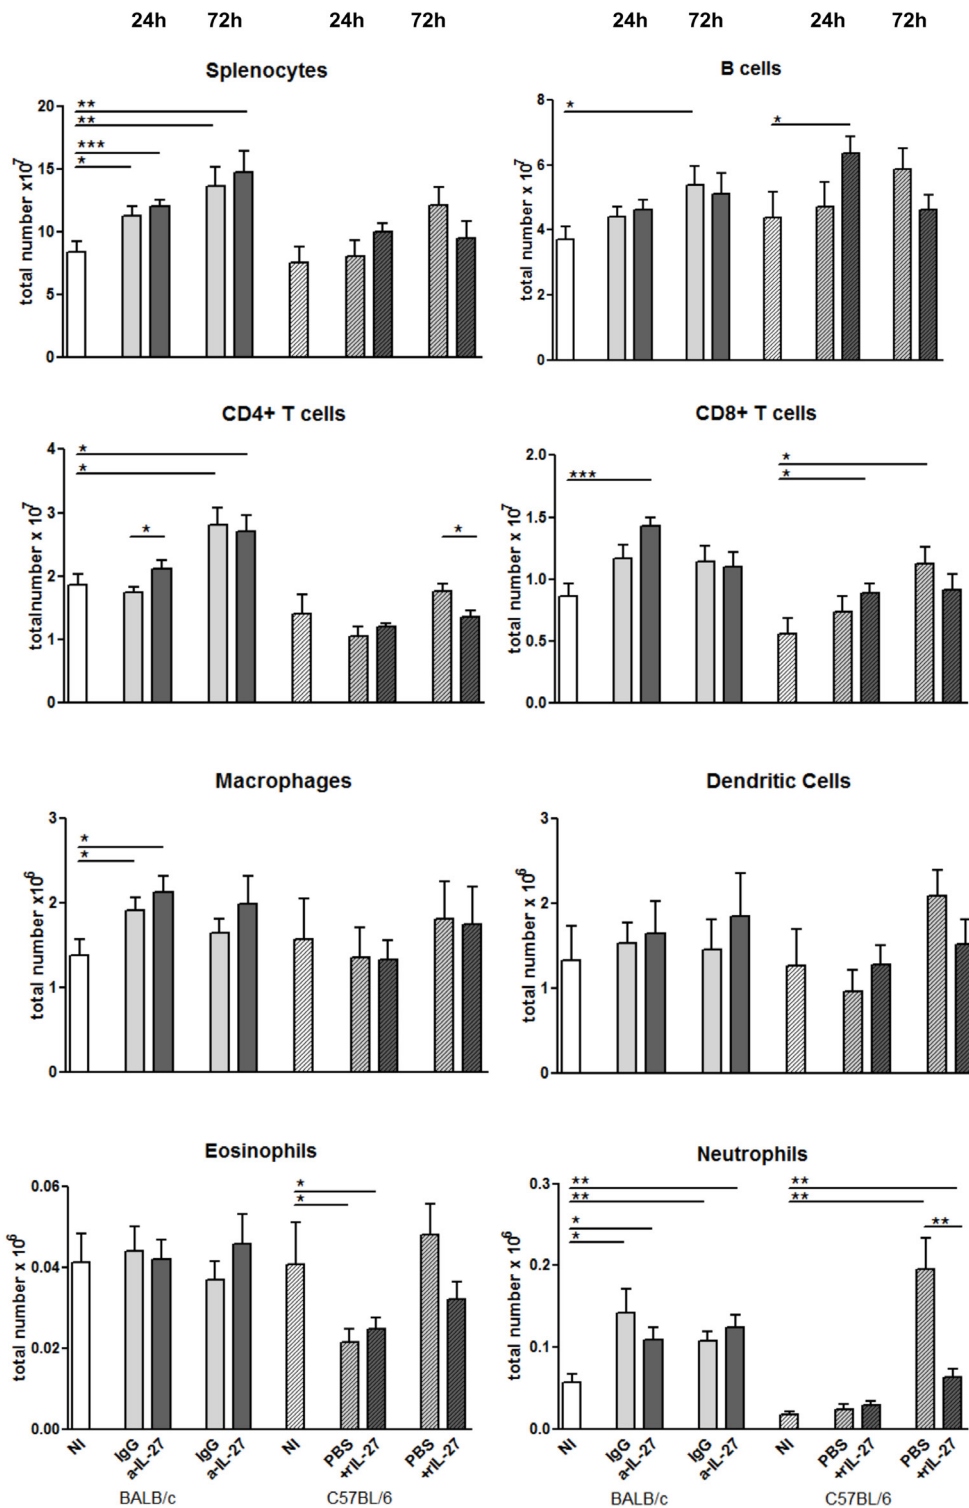 24h 72h 24h 72h 24h 72h 24h 72h
Splenocytes
total number x10^7
20
15
10
5
0
**
**
***
*
B cells
total number x10^7
8
6
4
2
0
*
*
CD4+ T cells
totalnumber x 10^7
4
3
2
1
0
*
*
*
*
CD8+ T cells
total number x 10^7
2.0
1.5
1.0
0.5
0.0
***
*
*
Macrophages
total number x10^6
3
2
1
0
*
*
Dendritic Cells
total number x 10^6
3
2
1
0
Eosinophils
total number x 10^6
0.06
0.04
0.02
0.00
*
*
NI
IgG
a-IL-27
IgG
a-IL-27
NI
PBS
+rIL-27
PBS
+rIL-27
BALB/c
C57BL/6
Neutrophils
total number x 10^6
0.3
0.2
0.1
0.0
**
**
*
*
**
**
**
NI
IgG
a-IL-27
IgG
a-IL-27
NI
PBS
+rIL-27
PBS
+rIL-27
BALB/c
C57BL/6